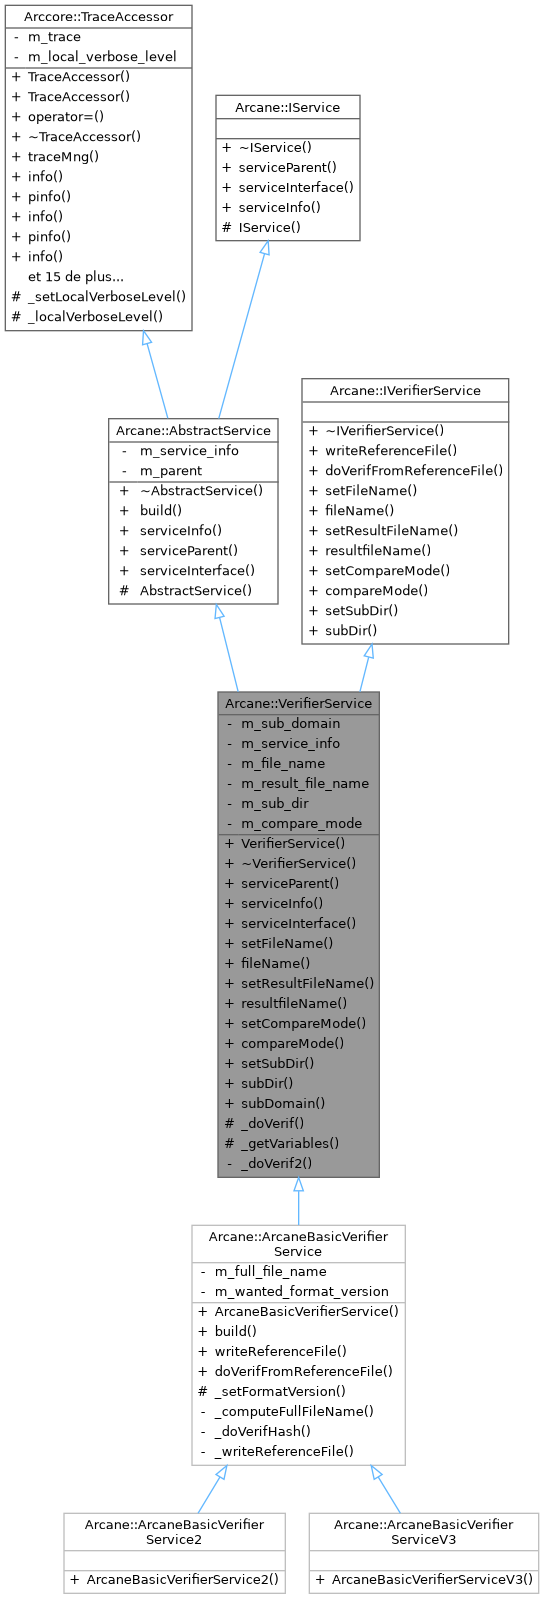 Arccore::TraceAccessor
- m_trace
- m_local_verbose_level
+ TraceAccessor()
+ TraceAccessor()
+ operator=()
+ ~TraceAccessor()
+ traceMng()
+ info()
+ pinfo()
+ info()
+ pinfo()
+ info()
et 15 de plus...
# _setLocalVerboseLevel()
# _localVerboseLevel()
Arcane::IService
+ ~IService()
+ serviceParent()
+ serviceInterface()
+ serviceInfo()
# IService()
Arcane::AbstractService
- m_service_info
- m_parent
+ ~AbstractService()
+ build()
+ serviceInfo()
+ serviceParent()
+ serviceInterface()
# AbstractService()
Arcane::IVerifierService
+ ~IVerifierService()
+ writeReferenceFile()
+ doVerifFromReferenceFile()
+ setFileName()
+ fileName()
+ setResultFileName()
+ resultfileName()
+ setCompareMode()
+ compareMode()
+ setSubDir()
+ subDir()
Arcane::VerifierService
- m_sub_domain
- m_service_info
- m_file_name
- m_result_file_name
- m_sub_dir
- m_compare_mode
+ VerifierService()
+ ~VerifierService()
+ serviceParent()
+ serviceInfo()
+ serviceInterface()
+ setFileName()
+ fileName()
+ setResultFileName()
+ resultfileName()
+ setCompareMode()
+ compareMode()
+ setSubDir()
+ subDir()
+ subDomain()
# _doVerif()
# _getVariables()
- _doVerif2()
Arcane::ArcaneBasicVerifier
Service
- m_full_file_name
- m_wanted_format_version
+ ArcaneBasicVerifierService()
+ build()
+ writeReferenceFile()
+ doVerifFromReferenceFile()
# _setFormatVersion()
- _computeFullFileName()
- _doVerifHash()
- _writeReferenceFile()
Arcane::ArcaneBasicVerifier
Service2
+ ArcaneBasicVerifierService2()
Arcane::ArcaneBasicVerifier
ServiceV3
+ ArcaneBasicVerifierServiceV3()